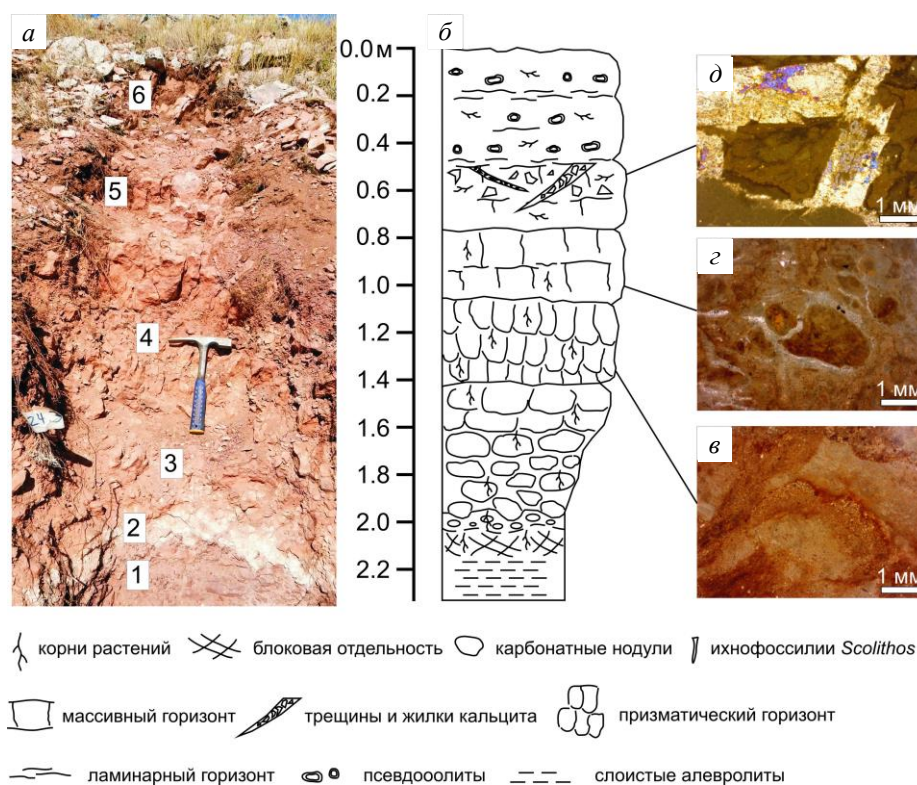 а
б
0.0 м
0.2
0.4
0.6
0.8
1.0
1.2
1.4
1.6
1.8
2.0
2.2
6
5
4
3
2
1
24
д
1 мм
г
1 мм
в
1 мм
корни растений
блоковая отдельность
карбонатные нодули
ихнофоссилии Scolithos
массивный горизонт
трещины и жилки кальцита
призматический горизонт
ламинарный горизонт
псевдооолиты
слоистые алевролиты